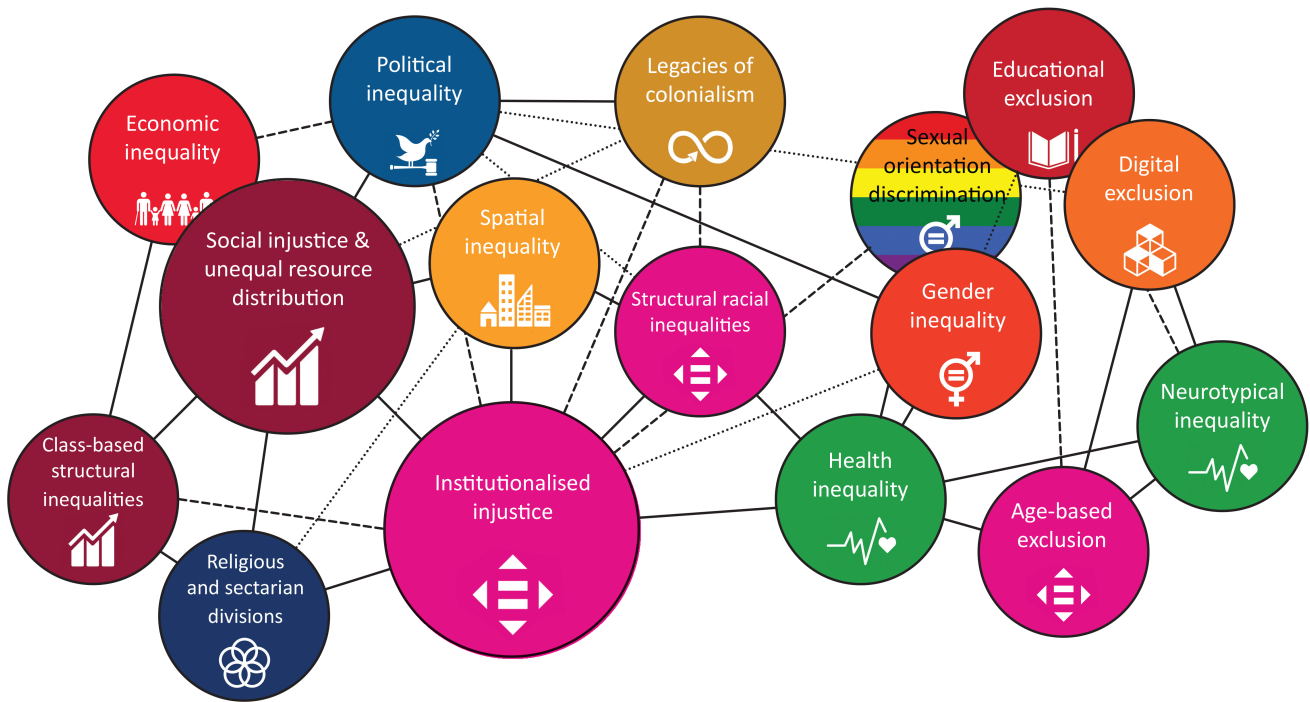 Political
inequality
Legacies of
colonialism
Educational
exclusion
Economic
inequality
Sexual
orientation
discrimination
Digital
exclusion
Social injustice &
unequal resource
distribution
Spatial
inequality
Structural racial
inequalities
Gender
inequality
Neurotypical
inequality
Class-based
structural
inequalities
Institutionalised
injustice
Health
inequality
Age-based
exclusion
Religious
and sectarian
divisions